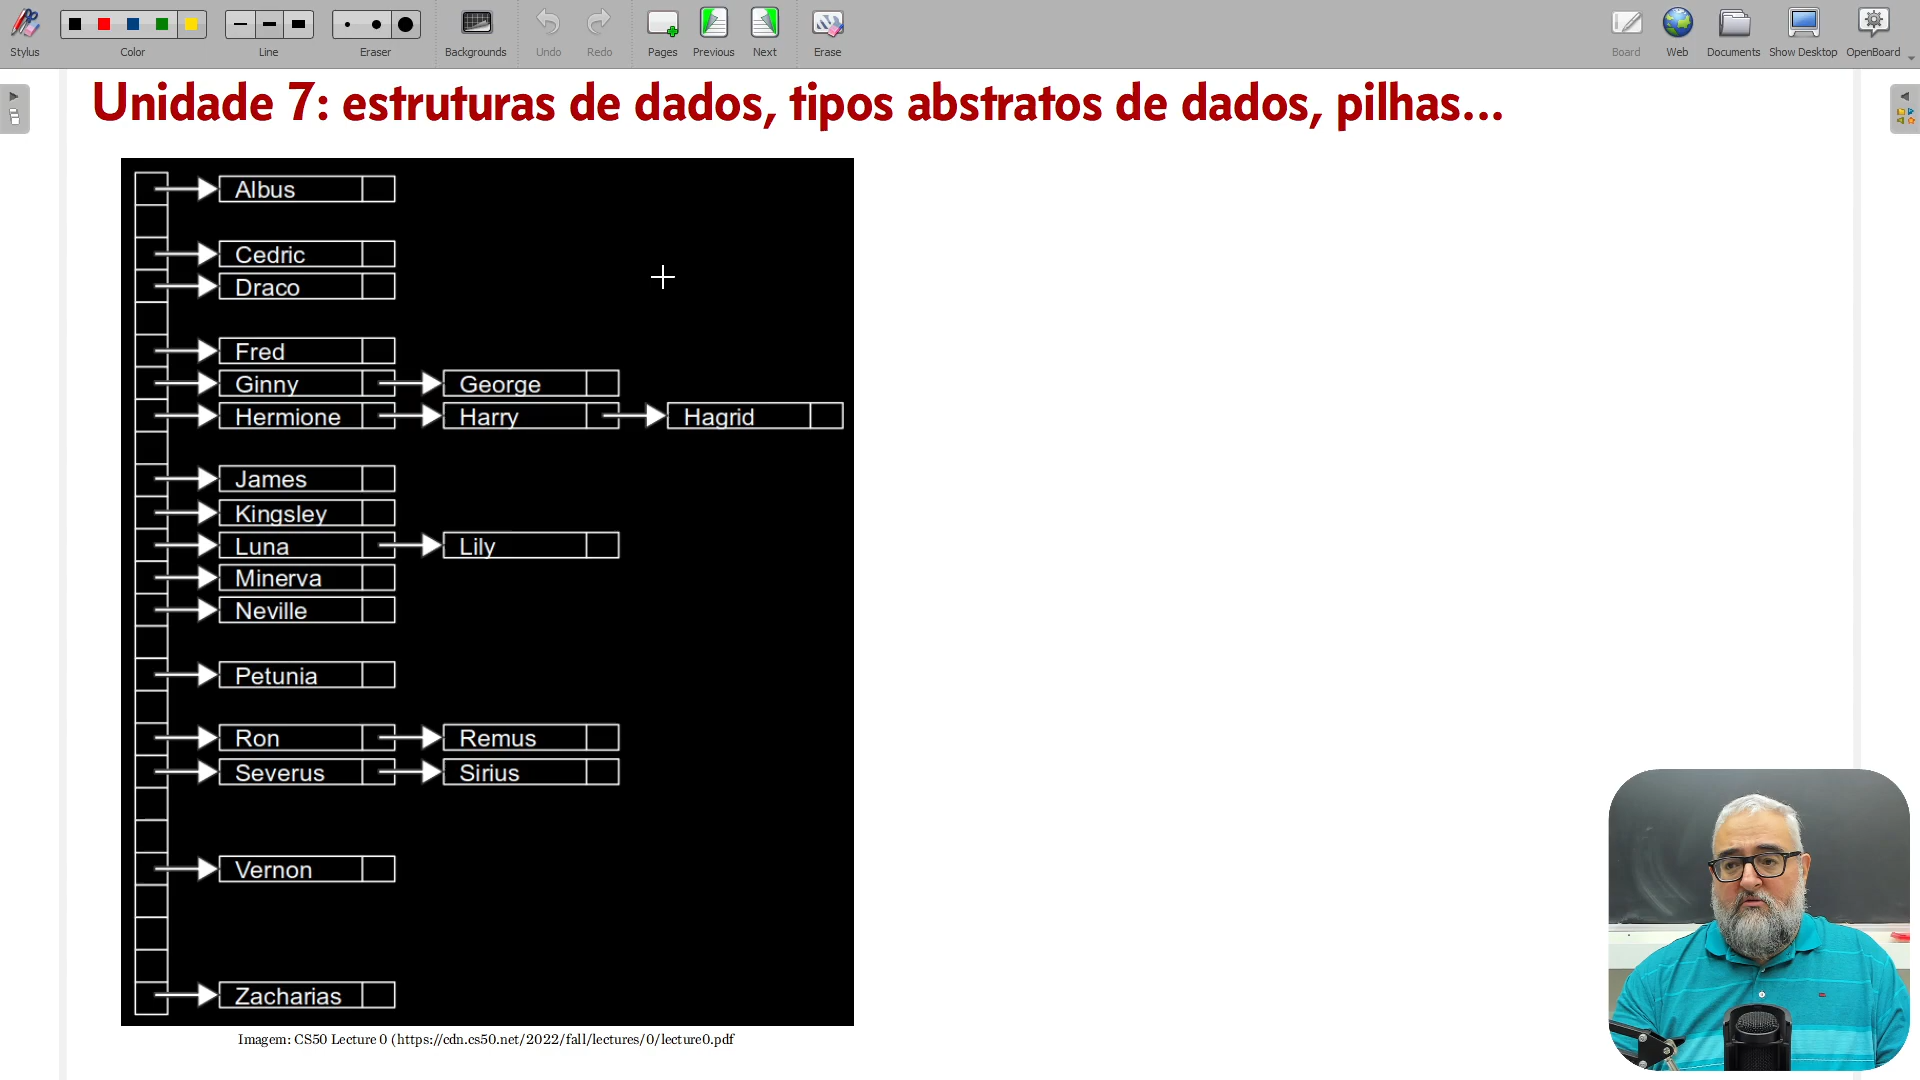 Stylus
Color
Line
Eraser
Backgrounds
Undo
Redo
Pages
Previous
Next
Erase
Board
Web
Documents
Show Desktop
OpenBoard
Unidade 7: estruturas de dados, tipos abstratos de dados, pilhas...
Albus
Cedric
Draco
Fred
Ginny George
Hermione Harry Hagrid
James
Kingsley
Luna Lily
Minerva
Neville
Petunia
Ron Remus
Severus Sirius
Vernon
Zacharias
Imagem: CS50 Lecture 0 (https://cdn.cs50.net/2022/fall/lectures/0/lecture0.pdf